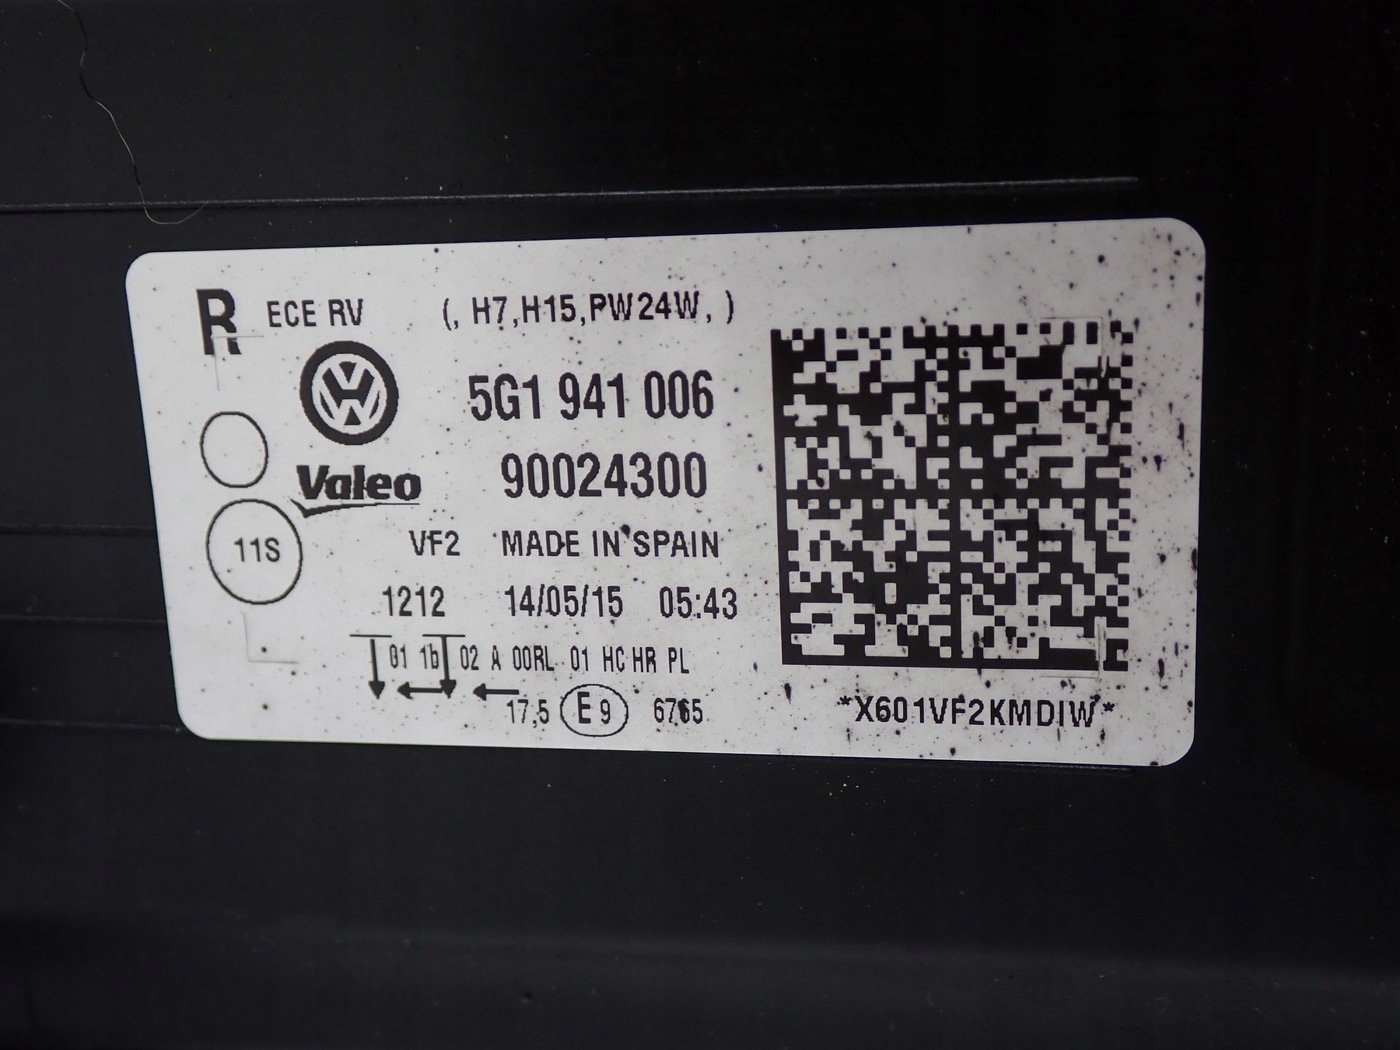 R ECE RV (, H7,H15,PW24W, )
5G1 941 006
Valeo 90024300
VF2 MADE IN SPAIN
11S
1212 14/05/15 05:43
01 1b 02 A 00RL 01 HC HR PL
17,5 E 9 6765
*X601VF2KMDIW*